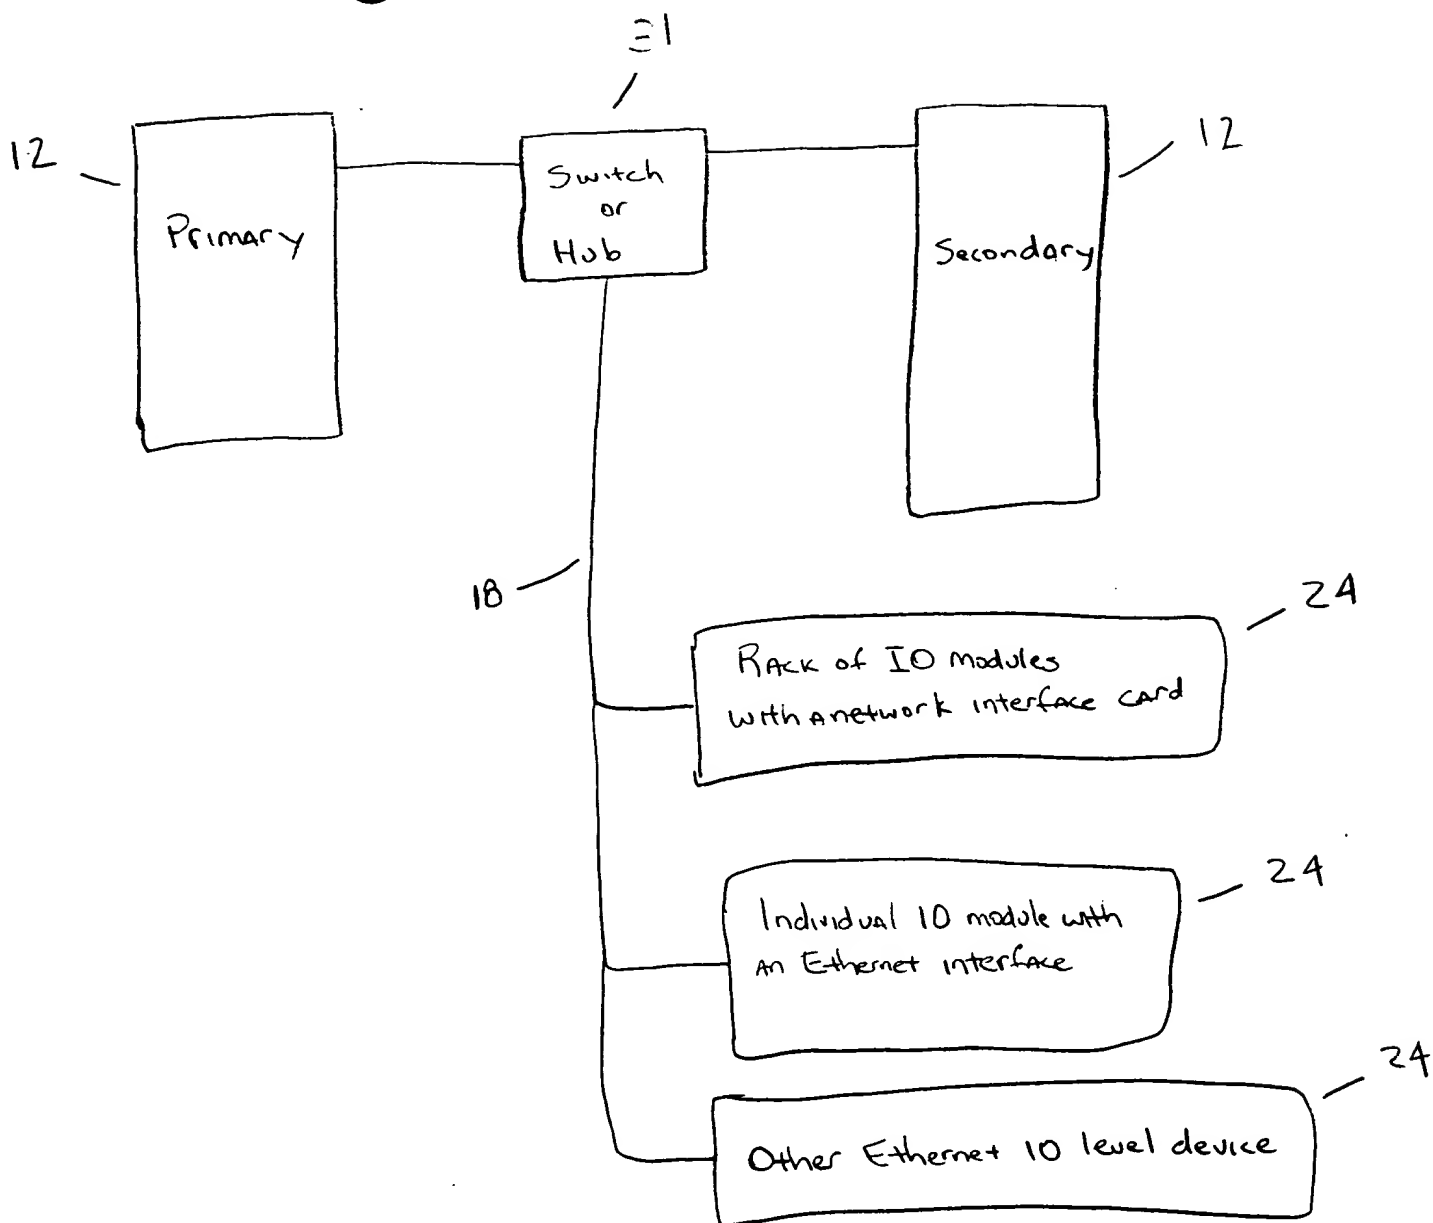 31
12
Primary
Switch
or
Hub
Secondary
12
18
24
Rack of IO modules
with a network interface card
24
Individual IO module with
an Ethernet interface
24
Other Ethernet IO level device